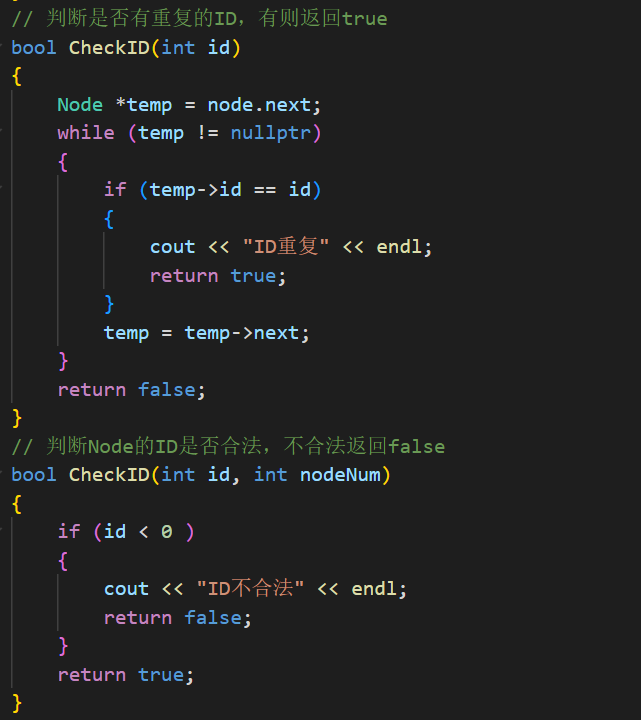 // 判断是否有重复的ID，有则返回true
bool CheckID(int id)
{
    Node *temp = node.next;
    while (temp != nullptr)
    {
        if (temp->id == id)
        {
            cout << "ID重复" << endl;
            return true;
        }
        temp = temp->next;
    }
    return false;
}
// 判断Node的ID是否合法，不合法返回false
bool CheckID(int id, int nodeNum)
{
    if (id < 0 )
    {
        cout << "ID不合法" << endl;
        return false;
    }
    return true;
}